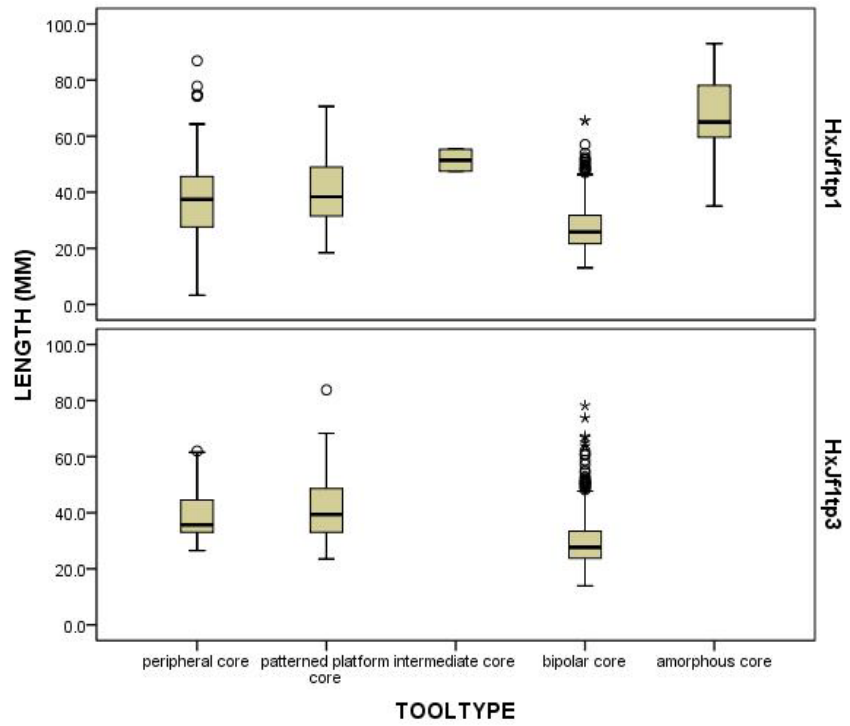 100.0
80.0
60.0
40.0
20.0
0.0
HxJf1tp1
100.0
80.0
60.0
40.0
20.0
0.0
HxJf1tp3
LENGTH (MM)
peripheral core
patterned platform
core
intermediate core
bipolar core
amorphous core
TOOLTYPE